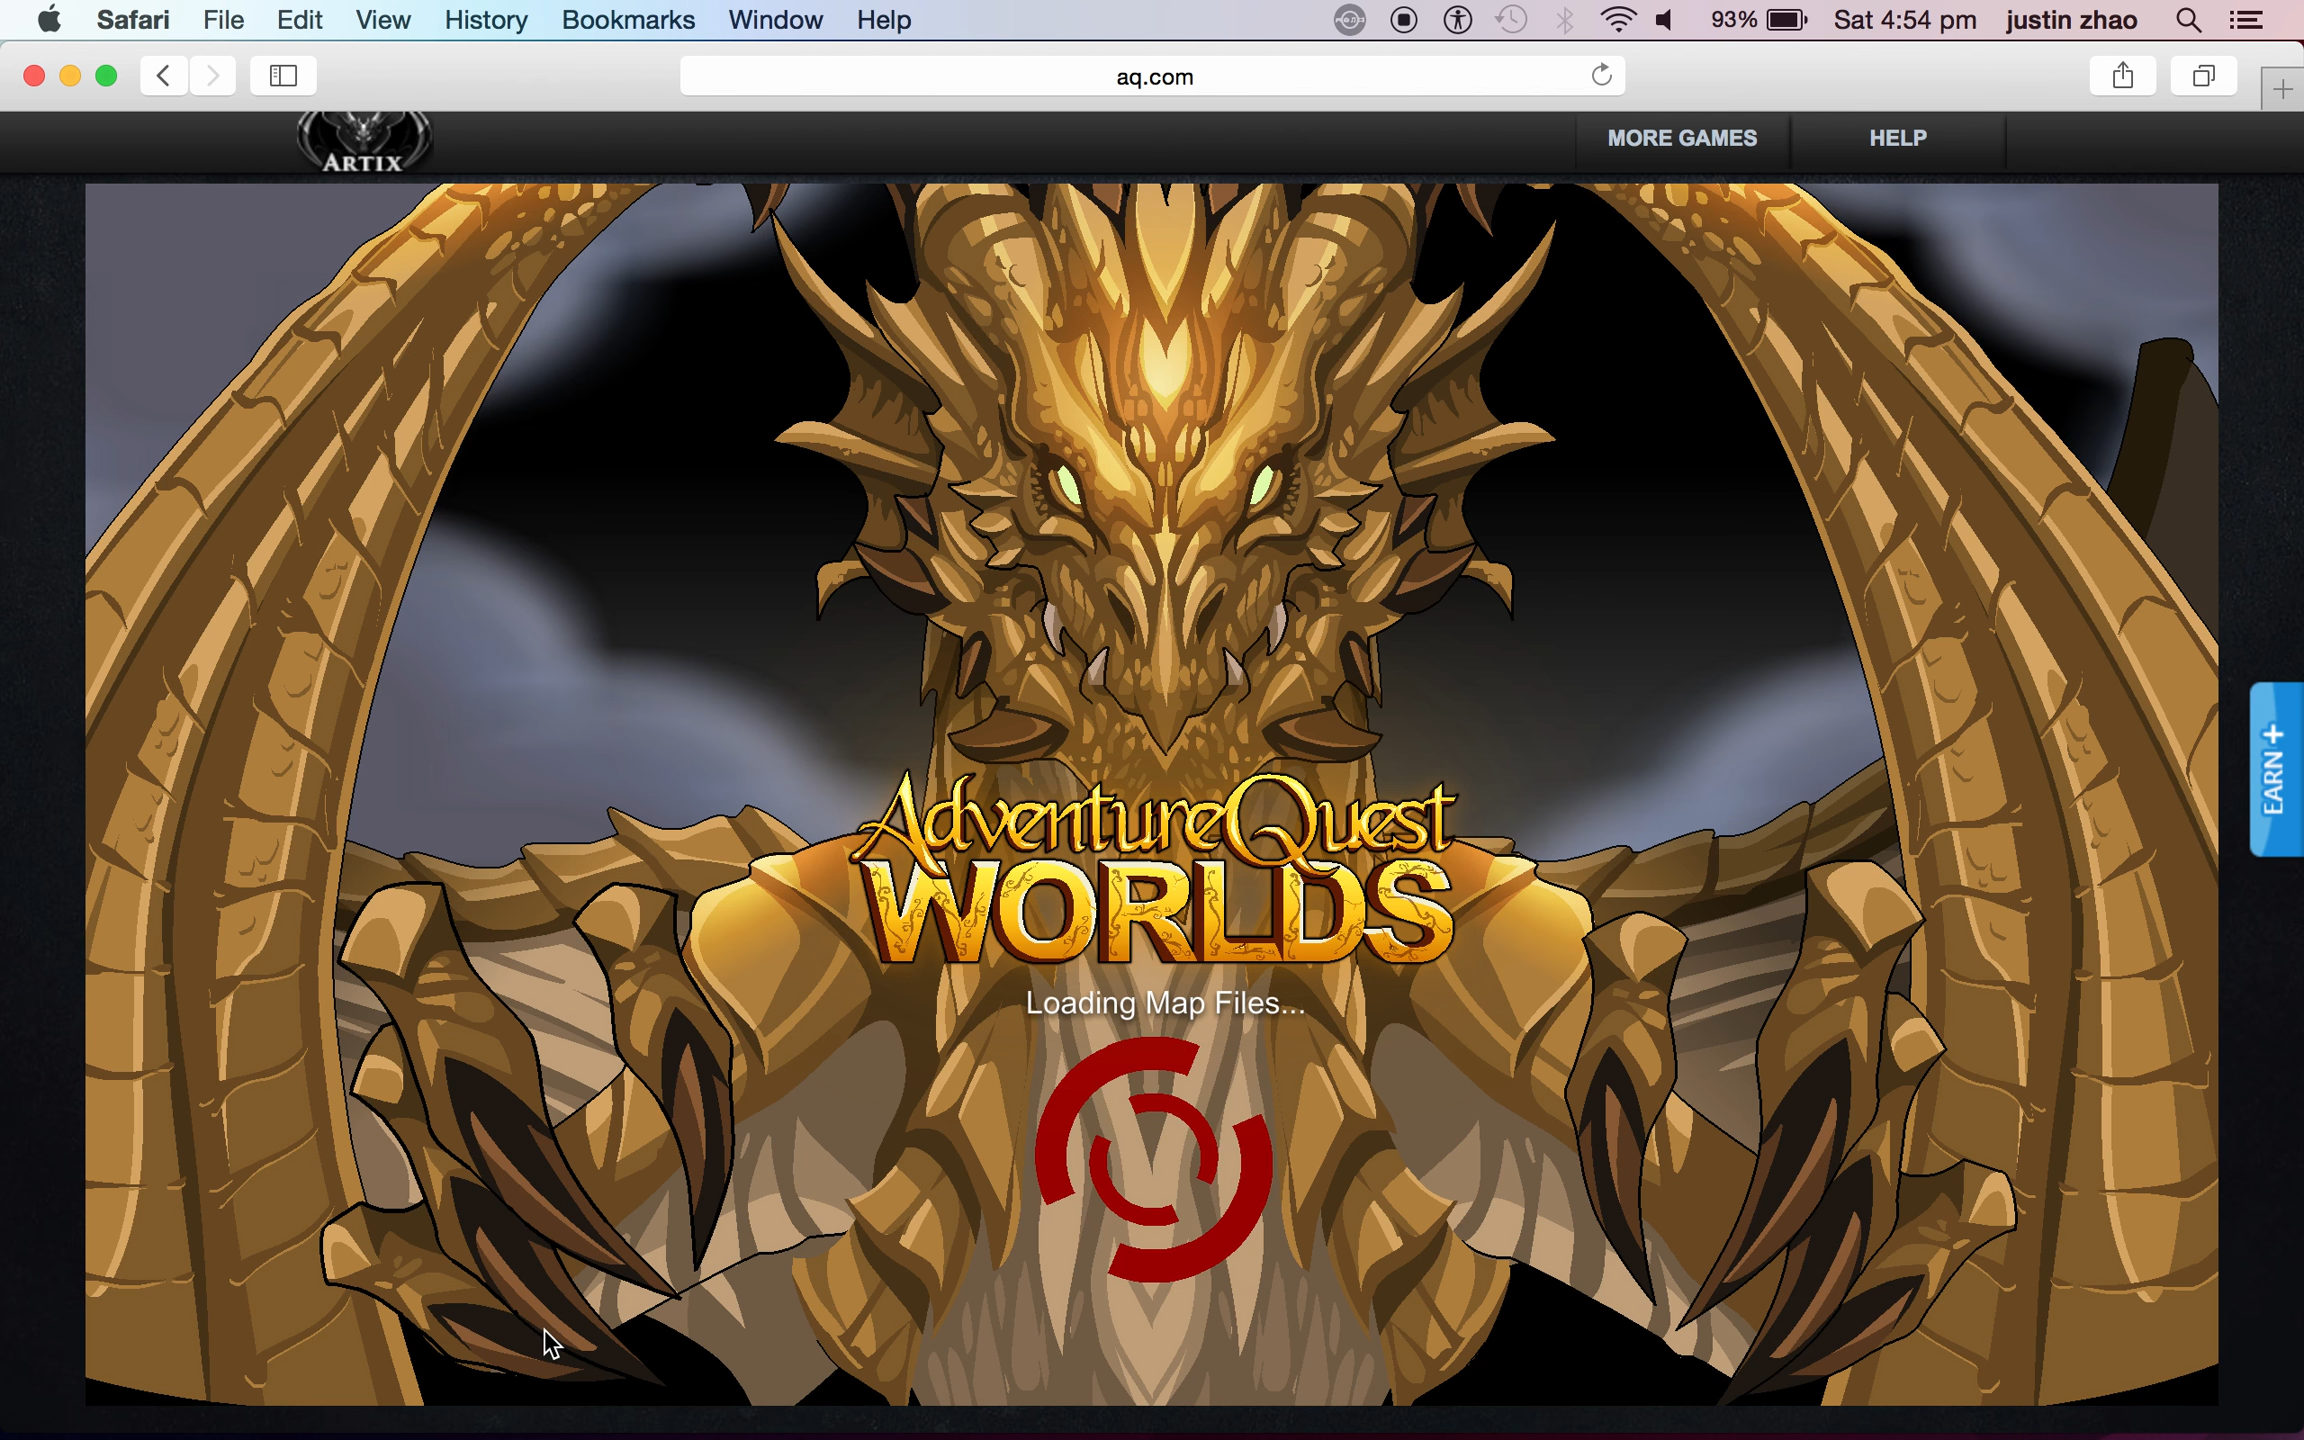 Safari File Edit View History Bookmarks Window Help 93% Sat 4:54 pm justin zhao
aq.com
ARTIX MORE GAMES HELP
EARN+
AdventureQuest
WORLDS
Loading Map Files...